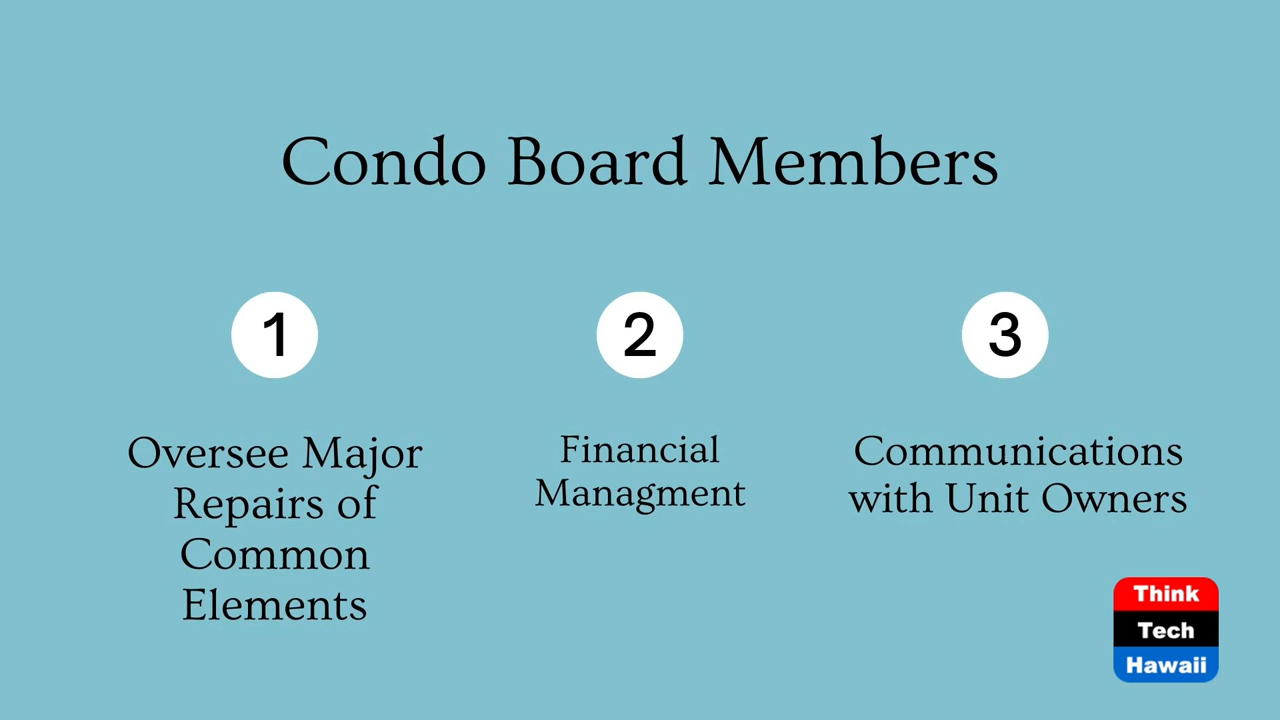 Condo Board Members
1
2
3
Oversee Major
Repairs of
Common
Elements
Financial
Managment
Communications
with Unit Owners
Think
Tech
Hawaii